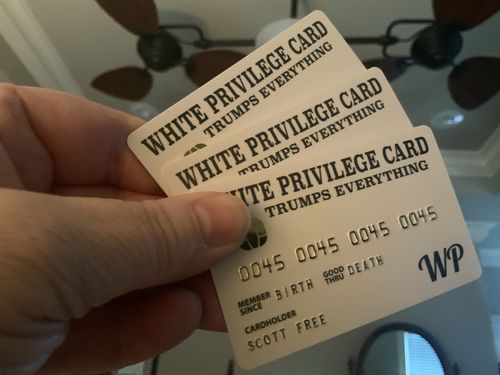 WHITE PRIVILEGE CARD
TRUMPS EVERYTHING
WHITE PRIVILEGE CARD
TRUMPS EVERYTHING
WHITE PRIVILEGE CARD
TRUMPS EVERYTHING
0045 0045 0045 0045
MEMBER SINCE BIRTH GOOD THRU DEATH
WP
CARDHOLDER
SCOTT FREE